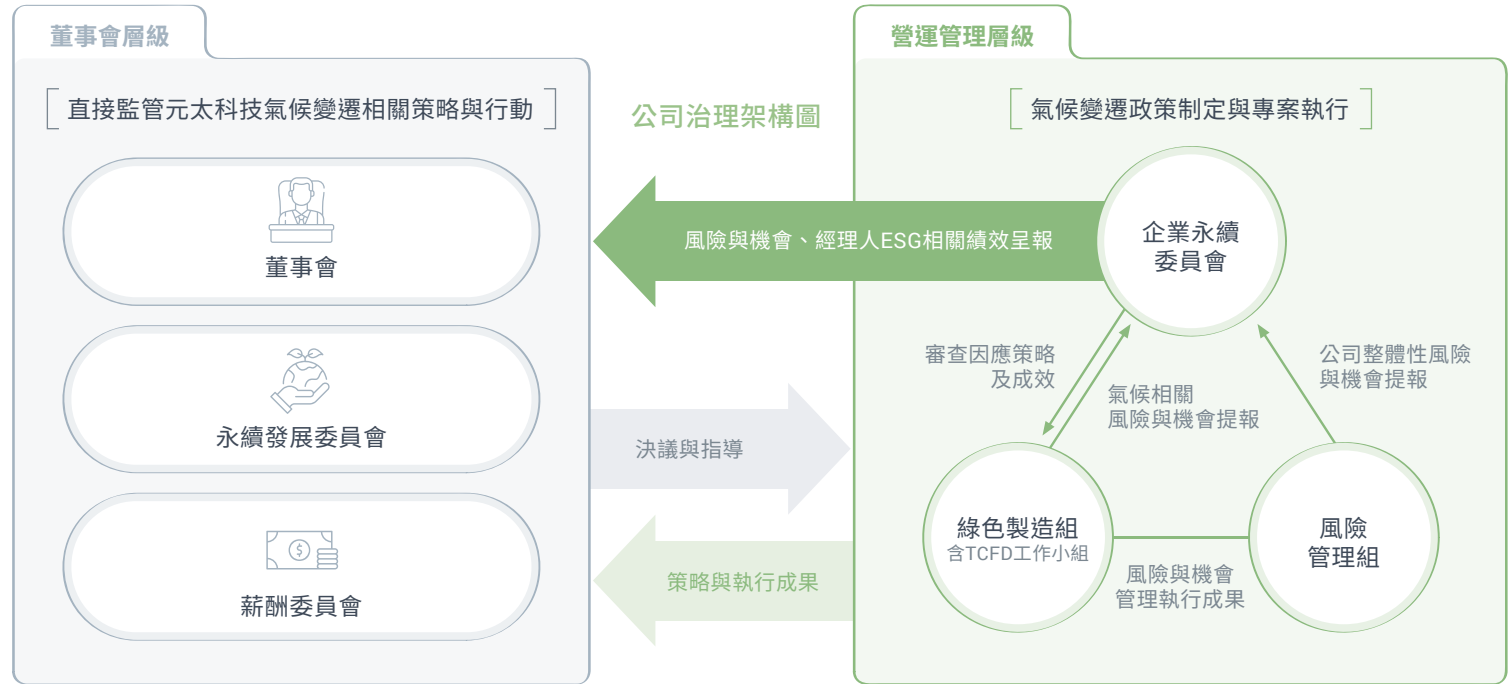 董事會層級
直接監管元太科技氣候變遷相關策略與行動
董事會
永續發展委員會
薪酬委員會
公司治理架構圖
風險與機會、經理人ESG相關績效呈報
決議與指導
策略與執行成果
營運管理層級
氣候變遷政策制定與專案執行
企業永續
委員會
審查因應策略
及成效
氣候相關
風險與機會提報
公司整體性風險
與機會提報
綠色製造組
含TCFD工作小組
風險與機會
管理執行成果
風險
管理組